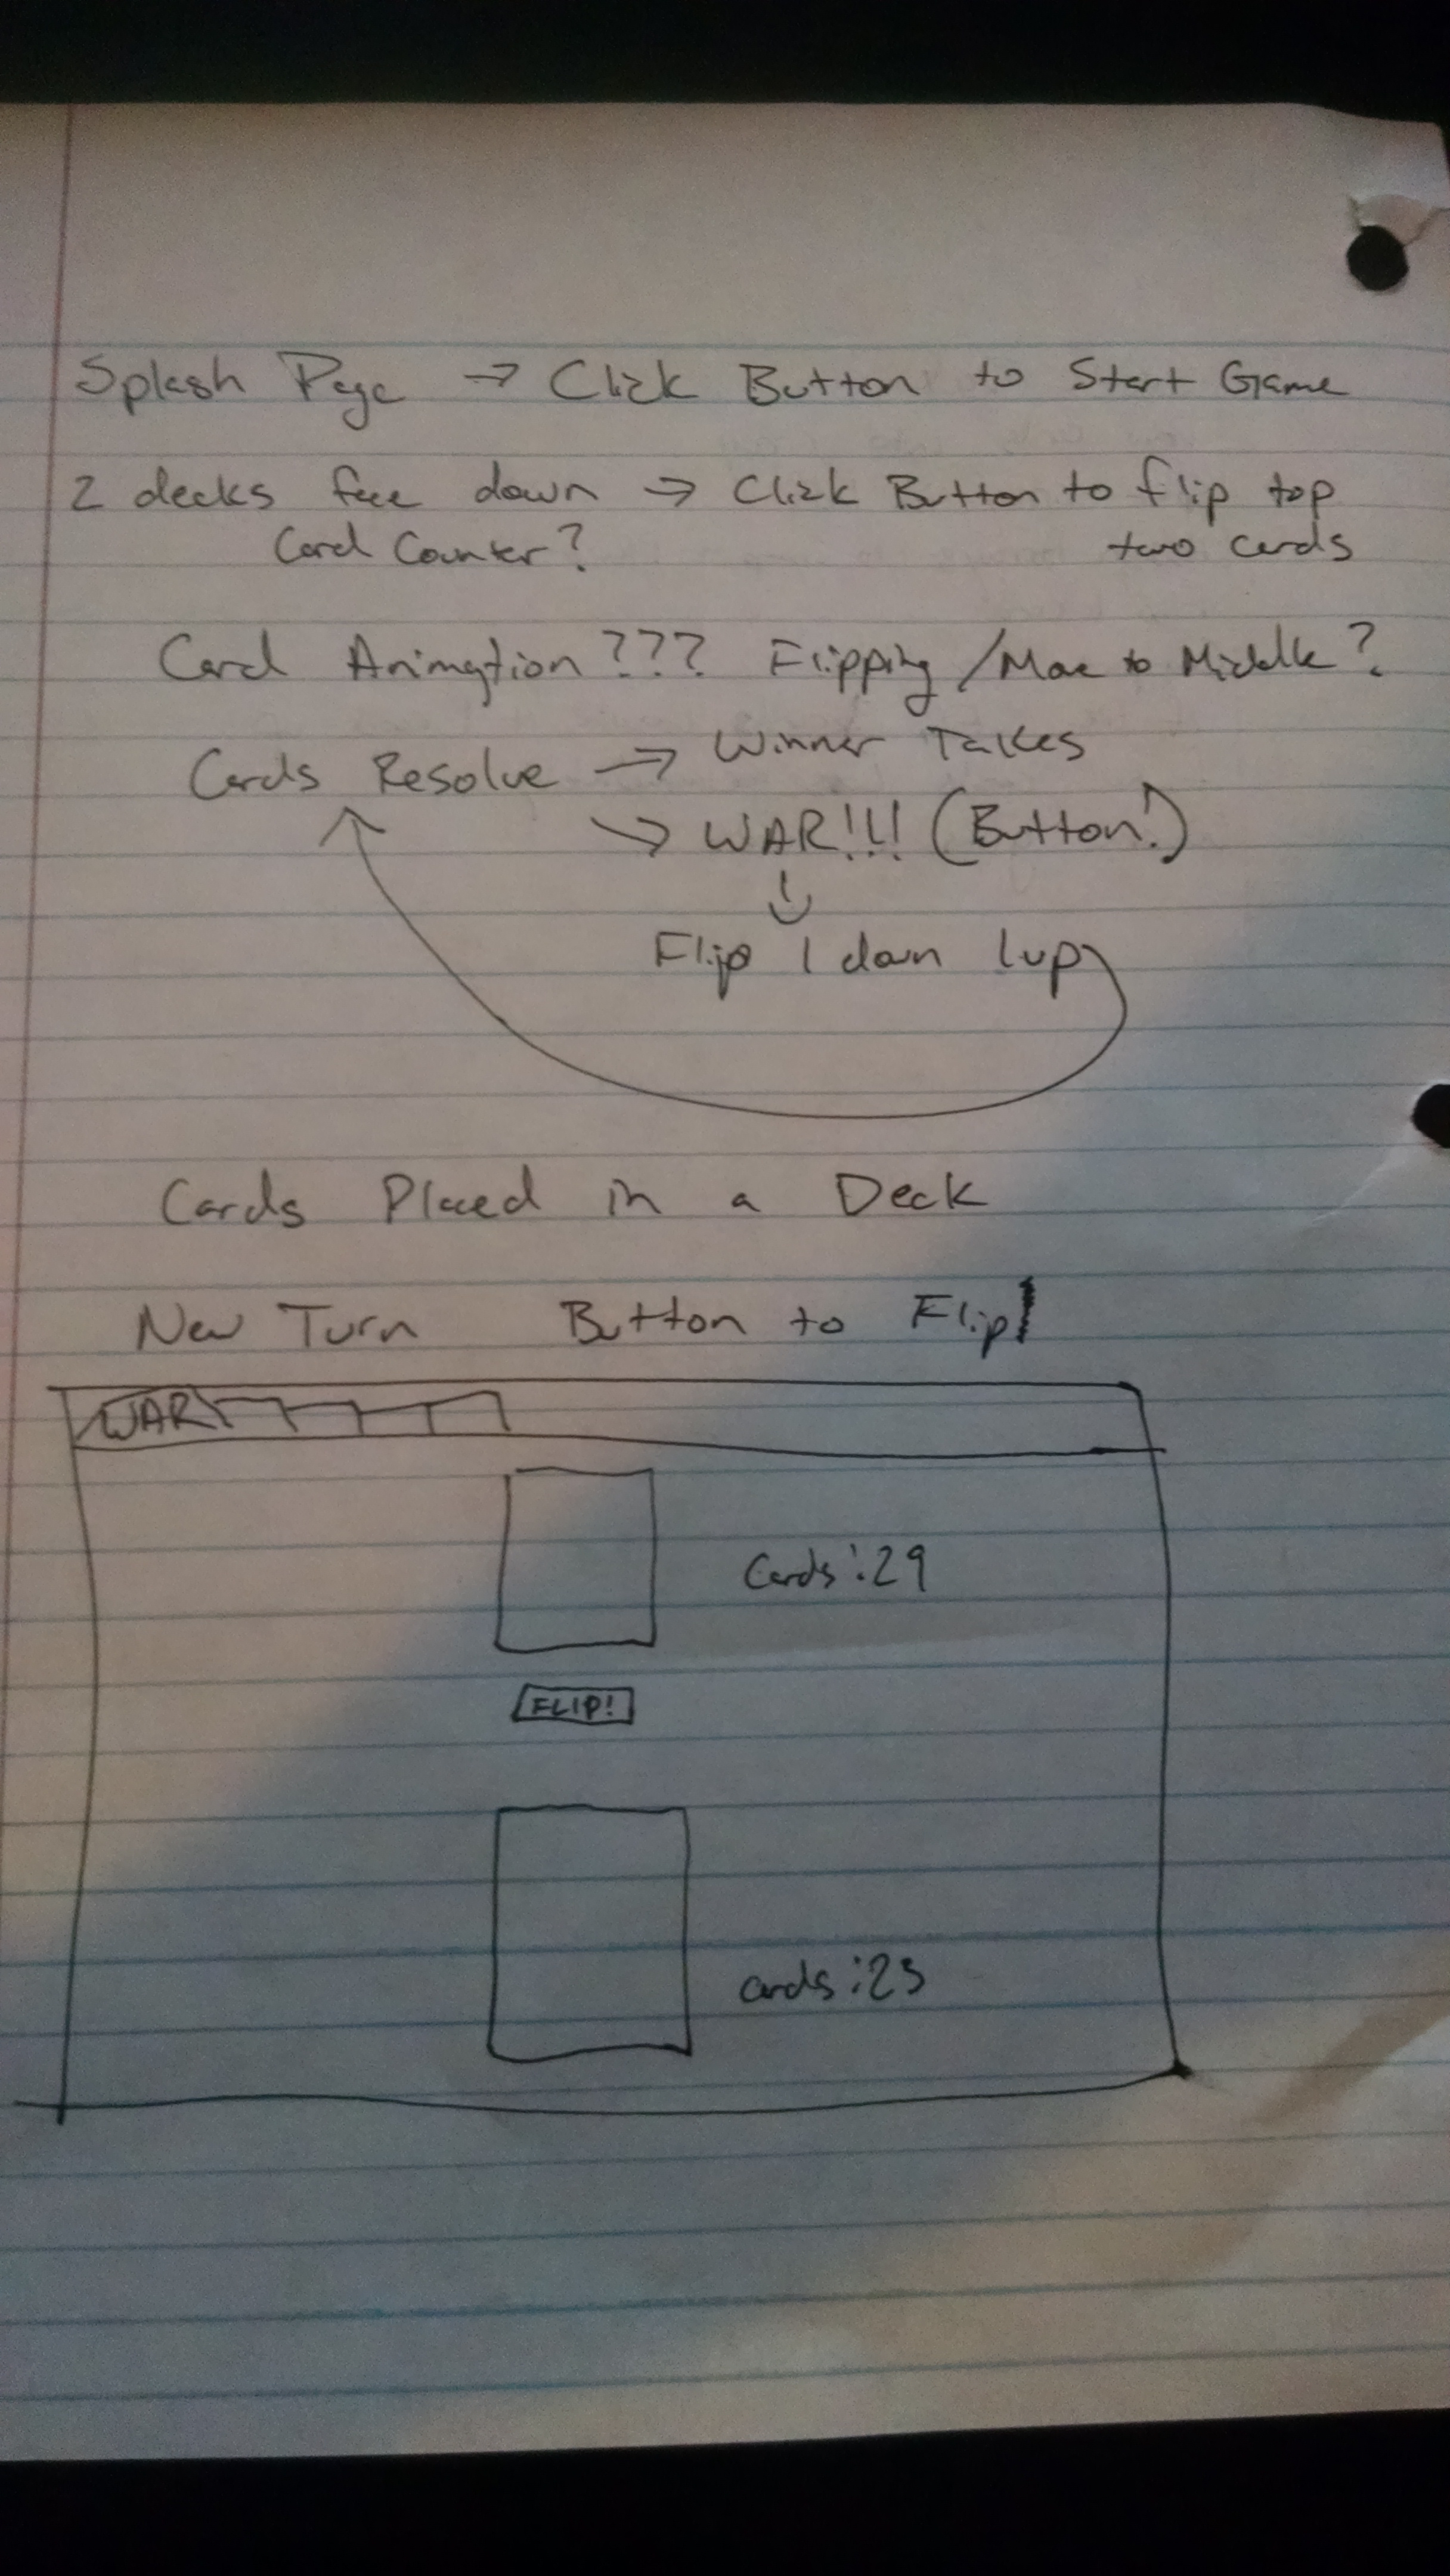 Splash Page → Click Button to Start Game
2 decks face down → Click Button to flip top
Card Counter? two cards
Card Animation??? Flipping/Move to Middle?
Cards Resolve → Winner Takes
→ WAR!!! (Button!)
↓
Flip 1 down 1 up
Cards Placed in a Deck
New Turn Button to Flip
WAR
Cards:29
FLIP!
cards:23